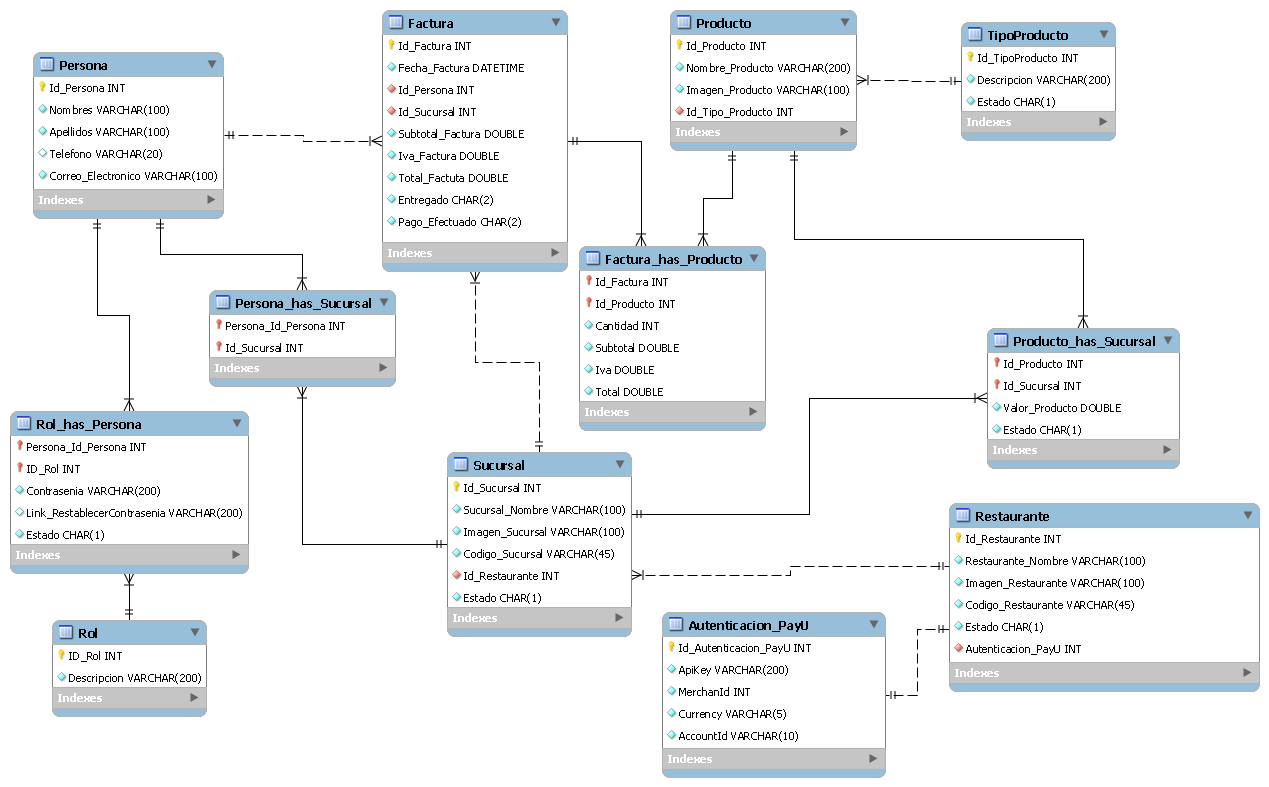 Persona
Id_Persona INT
Nombres VARCHAR(100)
Apellidos VARCHAR(100)
Telefono VARCHAR(20)
Correo_Electronico VARCHAR(100)
Indexes
Factura
Id_Factura INT
Fecha_Factura DATETIME
Id_Persona INT
Id_Sucursal INT
Subtotal_Factura DOUBLE
Iva_Factura DOUBLE
Total_Factuta DOUBLE
Entregado CHAR(2)
Pago_Efectuado CHAR(2)
Indexes
Producto
Id_Producto INT
Nombre_Producto VARCHAR(200)
Imagen_Producto VARCHAR(100)
Id_Tipo_Producto INT
Indexes
TipoProducto
Id_TipoProducto INT
Descripcion VARCHAR(200)
Estado CHAR(1)
Indexes
Factura_has_Producto
Id_Factura INT
Id_Producto INT
Cantidad INT
Subtotal DOUBLE
Iva DOUBLE
Total DOUBLE
Indexes
Persona_has_Sucursal
Persona_Id_Persona INT
Id_Sucursal INT
Indexes
Producto_has_Sucursal
Id_Producto INT
Id_Sucursal INT
Valor_Producto DOUBLE
Estado CHAR(1)
Indexes
Rol_has_Persona
Persona_Id_Persona INT
ID_Rol INT
Contrasenia VARCHAR(200)
Link_RestablecerContrasenia VARCHAR(200)
Estado CHAR(1)
Indexes
Sucursal
Id_Sucursal INT
Sucursal_Nombre VARCHAR(100)
Imagen_Sucursal VARCHAR(100)
Codigo_Sucursal VARCHAR(45)
Id_Restaurante INT
Estado CHAR(1)
Indexes
Restaurante
Id_Restaurante INT
Restaurante_Nombre VARCHAR(100)
Imagen_Restaurante VARCHAR(100)
Codigo_Restaurante VARCHAR(45)
Estado CHAR(1)
Autenticacion_PayU INT
Indexes
Rol
ID_Rol INT
Descripcion VARCHAR(200)
Indexes
Autenticacion_PayU
Id_Autenticacion_PayU INT
ApiKey VARCHAR(200)
MerchanId INT
Currency VARCHAR(5)
AccountId VARCHAR(10)
Indexes